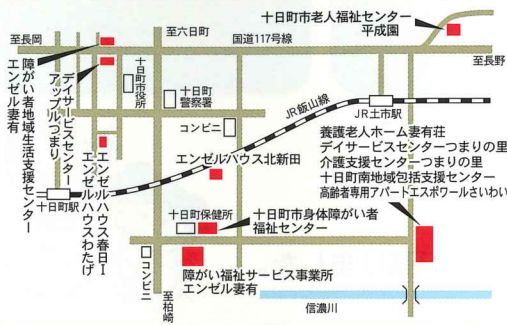 十日町市老人福祉センター
平成園
至六日町
国道117号線
至長岡
至長野
障がい者地域生活支援センター
エンゼル妻有
デイサービスセンター
アップルつまり
十日町市役所
十日町
警察署
コンビニ
JR飯山線
JR土市駅
養護老人ホーム妻有荘
デイサービスセンターつまりの里
介護支援センターつまりの里
十日町南地域包括支援センター
高齢者専用アパートエスポワールさいわい
エンゼルハウス北新田
エンゼルハウス春日Ⅰ
エンゼルハウスわたげ
十日町駅
十日町保健所
十日町市身体障がい者
福祉センター
コンビニ
至柏崎
障がい福祉サービス事業所
エンゼル妻有
信濃川